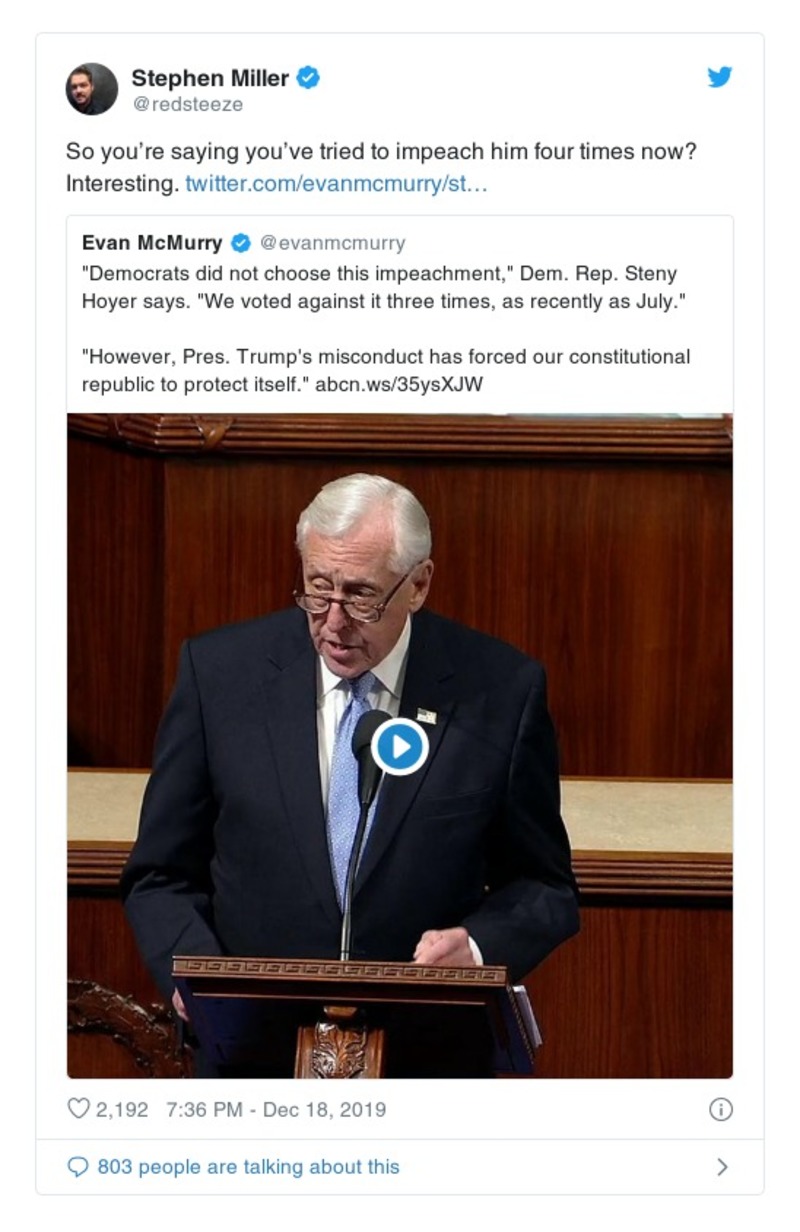 Stephen Miller
@redsteeze
So you’re saying you’ve tried to impeach him four times now?
Interesting. twitter.com/evanmcmurry/st…
Evan McMurry @evanmcmurry
"Democrats did not choose this impeachment," Dem. Rep. Steny
Hoyer says. "We voted against it three times, as recently as July."
"However, Pres. Trump's misconduct has forced our constitutional
republic to protect itself." abcn.ws/35ysXJW
2,192 7:36 PM - Dec 18, 2019
803 people are talking about this